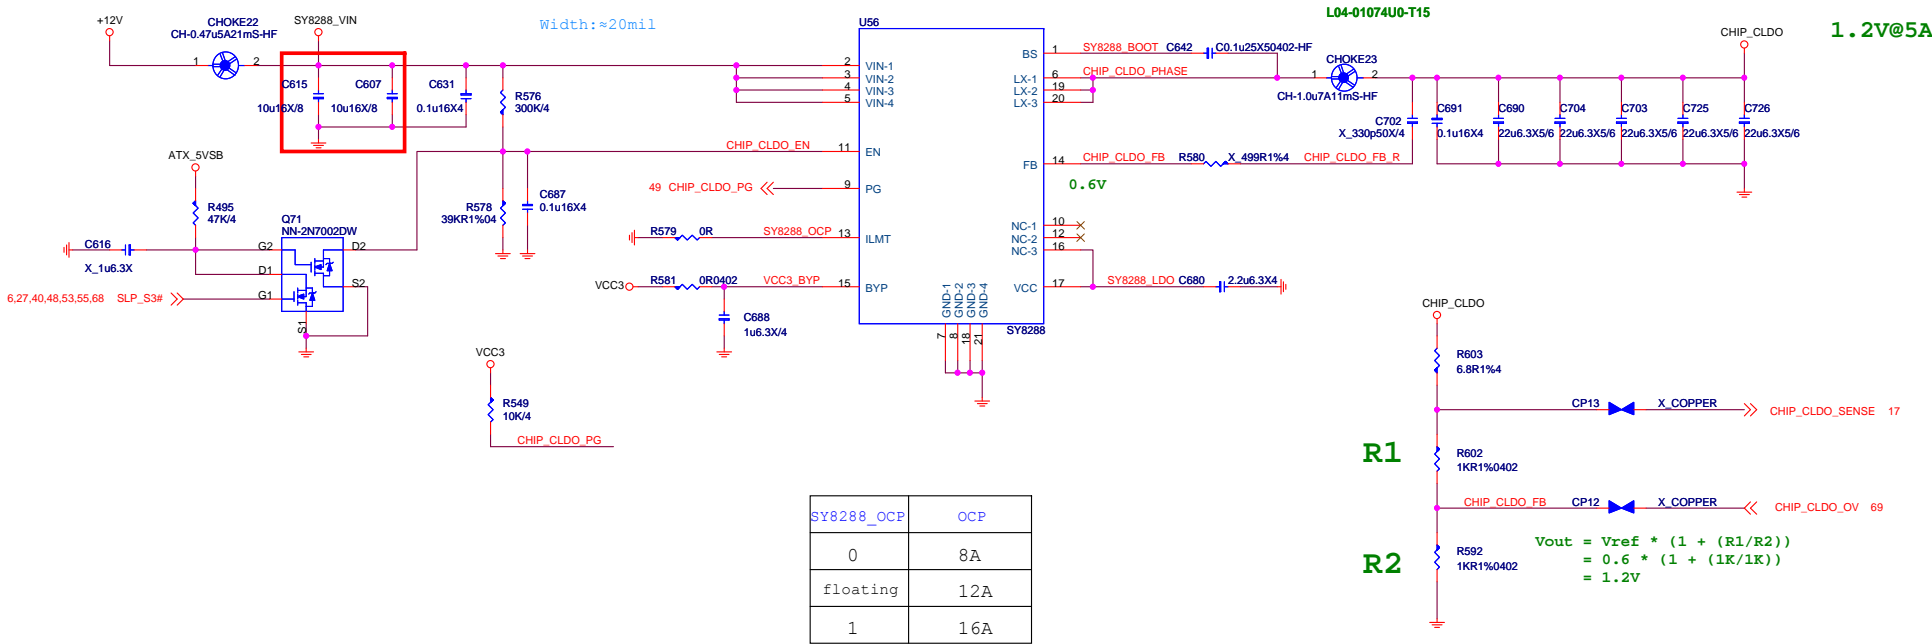 L04-01074U0-T15
1.2V@5A
+12V
CHOKE22
CH-0.47u5A21mS-HF
1
2
SY8288_VIN
Width:≈20mil
C615
10u16X/8
C607
10u16X/8
C631
0.1u16X4
R576
300K/4
U56
2
3
4
5
VIN-1
VIN-2
VIN-3
VIN-4
CHIP_CLDO_EN
11
EN
49 CHIP_CLDO_PG
9
PG
R579
0R
SY8288_OCP
13
ILMT
VCC3
R581
0R0402
VCC3_BYP
15
BYP
C688
1u6.3X/4
7
8
18
21
GND-1
GND-2
GND-3
GND-4
SY8288
BS
1
SY8288_BOOT
C642
C0.1u25X50402-HF
LX-1
LX-2
LX-3
6
19
20
CHIP_CLDO_PHASE
CHOKE23
1
2
CH-1.0u7A11mS-HF
CHIP_CLDO
C702
X_330p50X/4
C691
0.1u16X4
C690
22u6.3X5/6
C704
22u6.3X5/6
C703
22u6.3X5/6
C725
22u6.3X5/6
C726
22u6.3X5/6
FB
14
CHIP_CLDO_FB
R580
X_499R1%4
CHIP_CLDO_FB_R
0.6V
NC-1
NC-2
NC-3
10
12
16
VCC
17
SY8288_LDO
C680
2.2u6.3X4
ATX_5VSB
R495
47K/4
Q71
NN-2N7002DW
C616
X_1u6.3X
G2
D1
G1
D2
S2
S1
6,27,40,48,53,55,68 SLP_S3#
R578
39KR1%04
C687
0.1u16X4
VCC3
R549
10K/4
CHIP_CLDO_PG
CHIP_CLDO
R603
6.8R1%4
CP13
X_COPPER
CHIP_CLDO_SENSE 17
R1
R602
1KR1%0402
CHIP_CLDO_FB
CP12
X_COPPER
CHIP_CLDO_OV 69
R2
R592
1KR1%0402
Vout = Vref * (1 + (R1/R2))
= 0.6 * (1 + (1K/1K))
= 1.2V
SY8288_OCP OCP
0 8A
floating 12A
1 16A